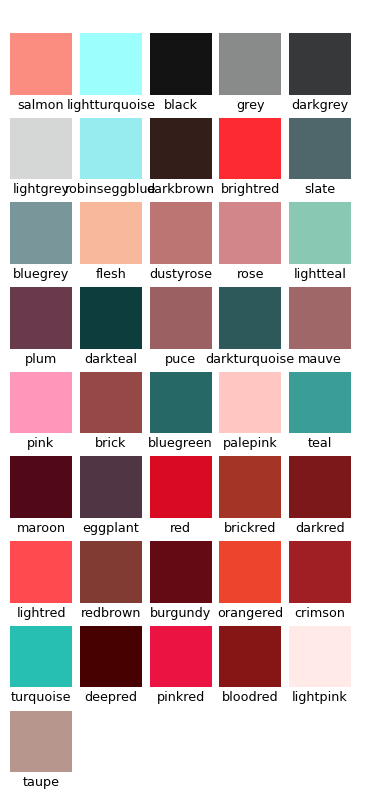 salmon lightturquoise black grey darkgrey
lightgrey robinseggblue darkbrown brightred slate
bluegrey flesh dustyrose rose lightteal
plum darkteal puce darkturquoise mauve
pink brick bluegreen palepink teal
maroon eggplant red brickred darkred
lightred redbrown burgundy orangered crimson
turquoise deepred pinkred bloodred lightpink
taupe